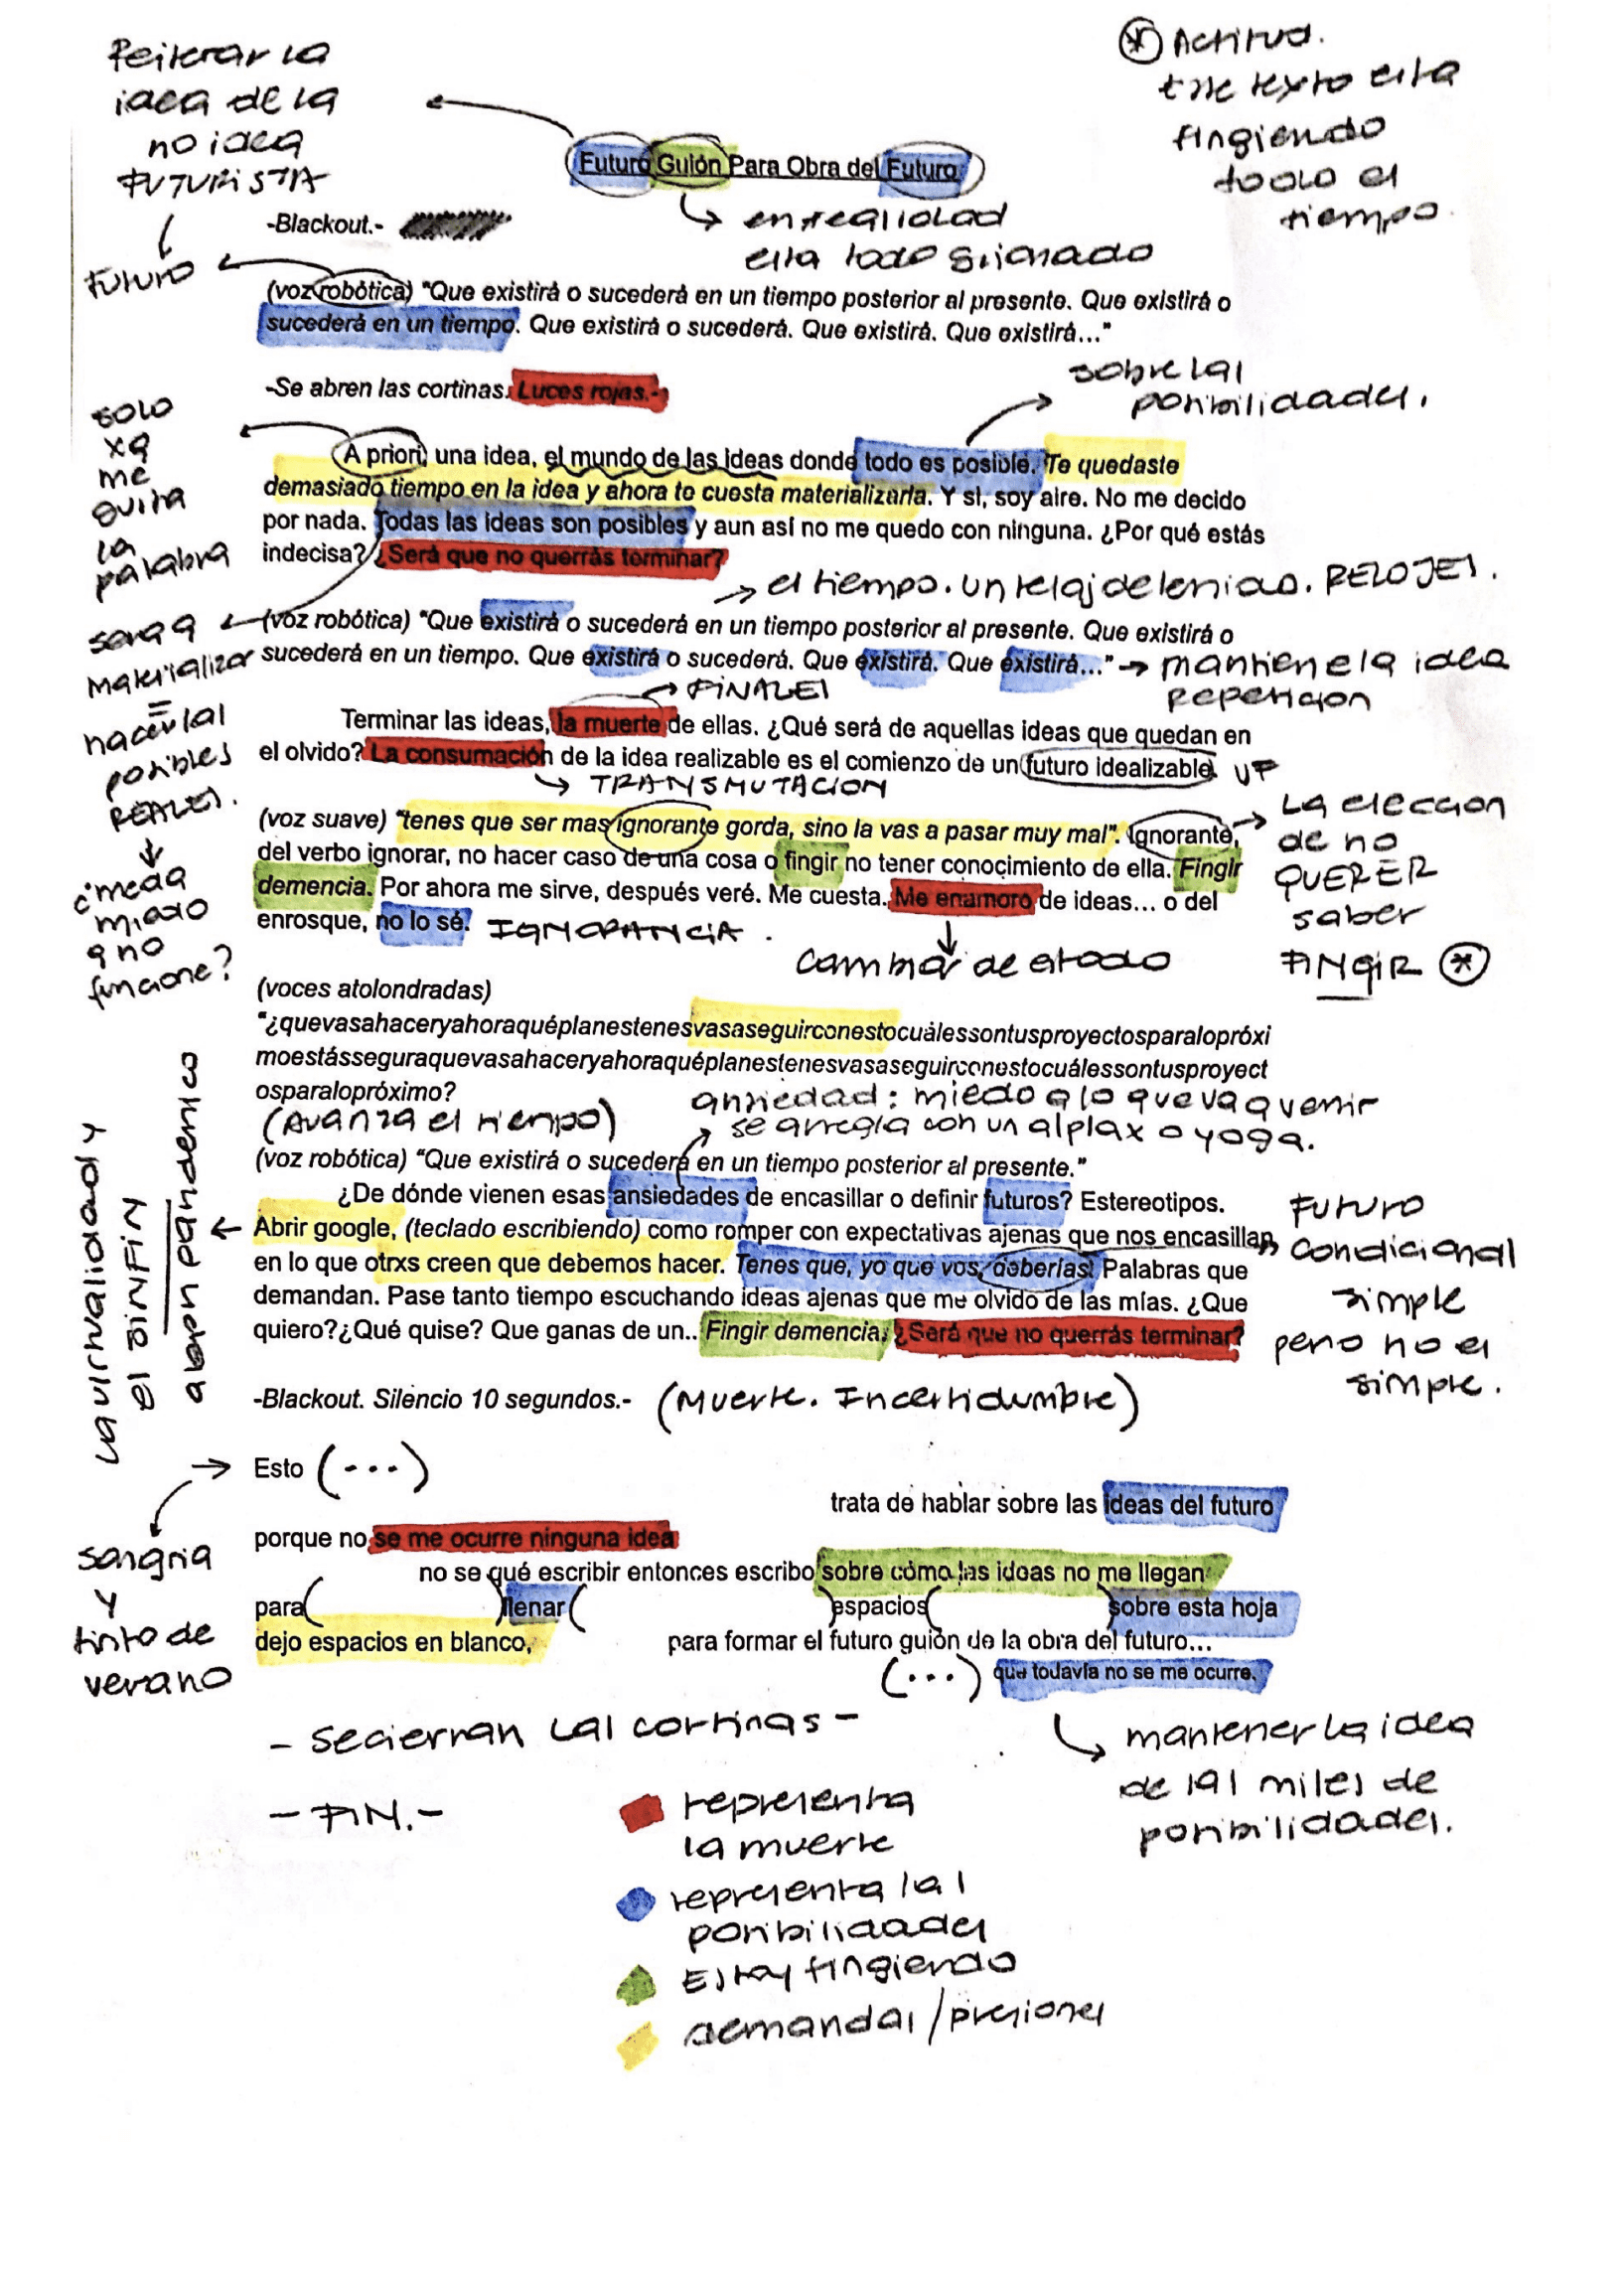 Reiterar la
idea de la
no idea
FUTURISTA
Futuro
⊛ Actitud.
este texto esta
fingiendo
todo el
tiempo.
Futuro Guión Para Obra del Futuro
→ en realidad
esta todo guionado
-Blackout.-
(voz robótica) "Que existirá o sucederá en un tiempo posterior al presente. Que existirá o
sucederá en un tiempo. Que existirá o sucederá. Que existirá. Que existirá..."
-Se abren las cortinas. Luces rojas.-
sobre las
posibilidades.
solo
xq
me
gusta
la
palabra
A priori, una idea, el mundo de las ideas donde todo es posible. Te quedaste
demasiado tiempo en la idea y ahora te cuesta materializarla. Y si, soy aire. No me decido
por nada. Todas las ideas son posibles y aun así no me quedo con ninguna. ¿Por qué estás
indecisa? ¿Será que no querrás terminar?
→ el tiempo. un reloj detenido. RELOJES.
(voz robótica) "Que existirá o sucederá en un tiempo posterior al presente. Que existirá o
sucederá en un tiempo. Que existirá o sucederá. Que existirá. Que existirá..." → mantiene la idea
repeticion
materializar
=
hacerlas
posibles
REALES.
↓
¿me da
miedo
q no
funcione?
→ FINALES
Terminar las ideas, la muerte de ellas. ¿Qué será de aquellas ideas que quedan en
el olvido? La consumación de la idea realizable es el comienzo de un futuro idealizable.
→ TRANSMUTACION
(voz suave) "tenes que ser mas ignorante gorda, sino la vas a pasar muy mal". Ignorante,
del verbo ignorar, no hacer caso de una cosa o fingir no tener conocimiento de ella. Fingir
demencia. Por ahora me sirve, después veré. Me cuesta. Me enamoro de ideas... o del
enrosque, no lo sé. IGNORANCIA.
cambio de estado
→ La eleccion
de no
QUERER
saber
FINGIR ⊛
(voces atolondradas)
"¿quevasahaceryahoraquéplanestenesvasaseguirconestocuálessontusproyectosparalopróxi
moestásseguraquevasahaceryahoraquéplanestenesvasaseguirconestocuálessontusproyect
osparalopróximo?
(Avanza el tiempo)
ansiedad: miedo a lo que va a venir
se arregla con un alplax o yoga.
(voz robótica) "Que existirá o sucederá en un tiempo posterior al presente."
¿De dónde vienen esas ansiedades de encasillar o definir futuros? Estereotipos.
Abrir google, (teclado escribiendo) como romper con expectativas ajenas que nos encasillan
en lo que otrxs creen que debemos hacer. Tenes que, yo que vos, deberías. Palabras que
demandan. Pase tanto tiempo escuchando ideas ajenas que me olvido de las mías. ¿Que
quiero?¿Qué quise? Que ganas de un.. Fingir demencia. ¿Será que no querrás terminar?
Futuro
condicional
simple
pero no es
simple.
La virtualidad y
el SINFIN
pandemico
-Blackout. Silencio 10 segundos.- (Muerte. Incertidumbre)
→ Esto (...)
trata de hablar sobre las ideas del futuro
porque no se me ocurre ninguna idea
no se qué escribir entonces escribo sobre cómo las ideas no me llegan
para( )llenar( )espacios( )sobre esta hoja
dejo espacios en blanco, para formar el futuro guión de la obra del futuro...
(...) que todavía no se me ocurre.
sangria
y
tinto de
verano
- Se cierran las cortinas -
mantener la idea
de las miles de
posibilidades.
- FIN.-
representa
la muerte
representa las
posibilidades
Estoy fingiendo
demandas/presiones